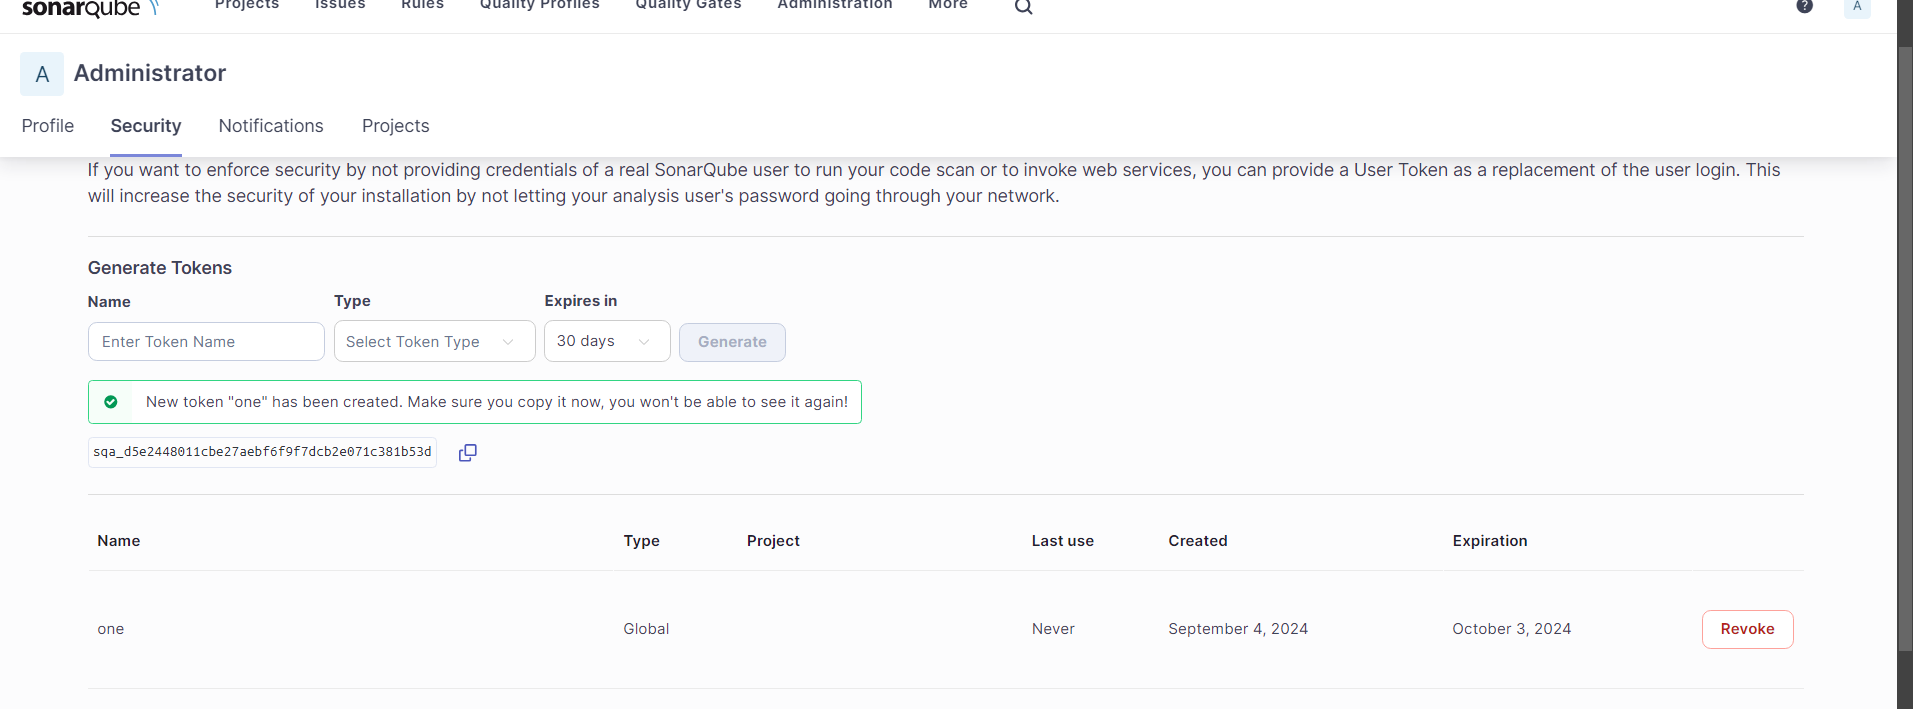 sonarqube Projects Issues Rules Quality Profiles Quality Gates Administration More ? A
A Administrator
Profile Security Notifications Projects
If you want to enforce security by not providing credentials of a real SonarQube user to run your code scan or to invoke web services, you can provide a User Token as a replacement of the user login. This
will increase the security of your installation by not letting your analysis user's password going through your network.
Generate Tokens
Name Type Expires in
Enter Token Name Select Token Type 30 days Generate
New token "one" has been created. Make sure you copy it now, you won't be able to see it again!
sqa_d5e2448011cbe27aebf6f9f7dcb2e071c381b53d
Name Type Project Last use Created Expiration
one Global Never September 4, 2024 October 3, 2024 Revoke